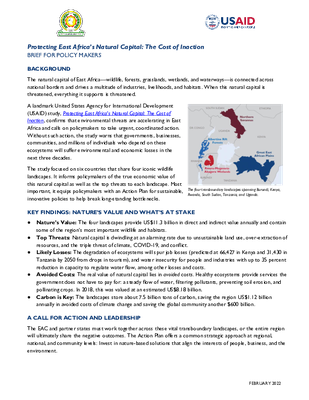 USAID
FROM THE AMERICAN PEOPLE
Protecting East Africa's Natural Capital: The Cost of Inaction
BRIEF FOR POLICY MAKERS
BACKGROUND
The natural capital of East Africa—wildlife, forests, grasslands, wetlands, and waterways—is connected across
national borders and drives a multitude of industries, livelihoods, and habitats. When this natural capital is
threatened, everything it supports is threatened.
A landmark United States Agency for International Development
(USAID) study, Protecting East Africa's Natural Capital: The Cost of
Inaction, confirms that environmental threats are accelerating in East
Africa and calls on policymakers to take urgent, coordinated action.
Without such action, the study warns that governments, businesses,
communities, and millions of individuals who depend on these
ecosystems will suffer environmental and economic losses in the
next three decades.
The study focused on six countries that share four iconic wildlife
landscapes. It informs policymakers of the true economic value of
this natural capital as well as the top threats to each landscape. Most
important, it equips policymakers with an Action Plan for sustainable,
innovative policies to help break longstanding bottlenecks.
The four transboundary landscapes spanning Burundi, Kenya,
Rwanda, South Sudan, Tanzania, and Uganda
KEY FINDINGS: NATURE'S VALUE AND WHAT'S AT STAKE
● Nature's Value: The four landscapes provide US$11.3 billion in direct and indirect value annually and contain
some of the region's most important wildlife and habitats.
● Top Threats: Natural capital is dwindling at an alarming rate due to unsustainable land use, over-extraction of
resources, and the triple threat of climate, COVID-19, and conflict.
● Likely Losses: The degradation of ecosystems will spur job losses (predicted at 66,427 in Kenya and 31,430 in
Tanzania by 2050 from drops in tourism), and water insecurity for people and industries with up to 35 percent
reduction in capacity to regulate water flow, among other losses and costs.
● Avoided Costs: The real value of natural capital lies in avoided costs. Healthy ecosystems provide services the
government does not have to pay for: a steady flow of water, filtering pollutants, preventing soil erosion, and
pollinating crops. In 2018, this was valued at an estimated US$8.18 billion.
● Carbon is Key: The landscapes store about 7.5 billion tons of carbon, saving the region US$1.12 billion
annually in avoided costs of climate change and saving the global community another $600 billion.
A CALL FOR ACTION AND LEADERSHIP
The EAC and partner states must work together across these vital transboundary landscapes, or the entire region
will ultimately share the negative outcomes. The Action Plan offers a common strategic approach at regional,
national, and community levels: Invest in nature-based solutions that align the interests of people, business, and the
environment.
FEBRUARY 2022